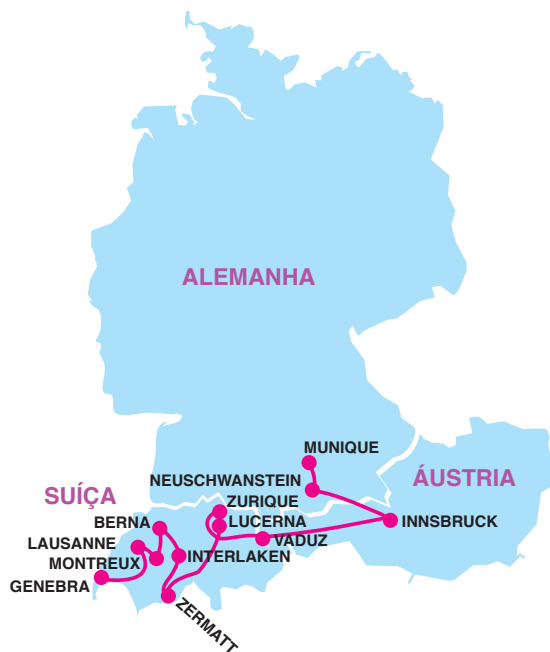 ALEMANHA
MUNIQUE
NEUSCHWANSTEIN
ÁUSTRIA
SUÍÇA
ZURIQUE
BERNA
LUCERNA
INNSBRUCK
LAUSANNE
VADUZ
MONTREUX
INTERLAKEN
GENEBRA
ZERMATT